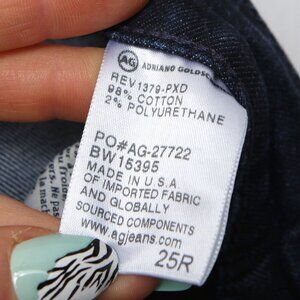 AG ADRIANO GOLDSC
REV1379-PXD
98% COTTON
2% POLYURETHANE
PO#AG-27722
BW15395
MADE IN U.S.A
OF IMPORTED FABRIC
AND GLOBALLY
SOURCED COMPONENTS
www.agjeans.com
25R